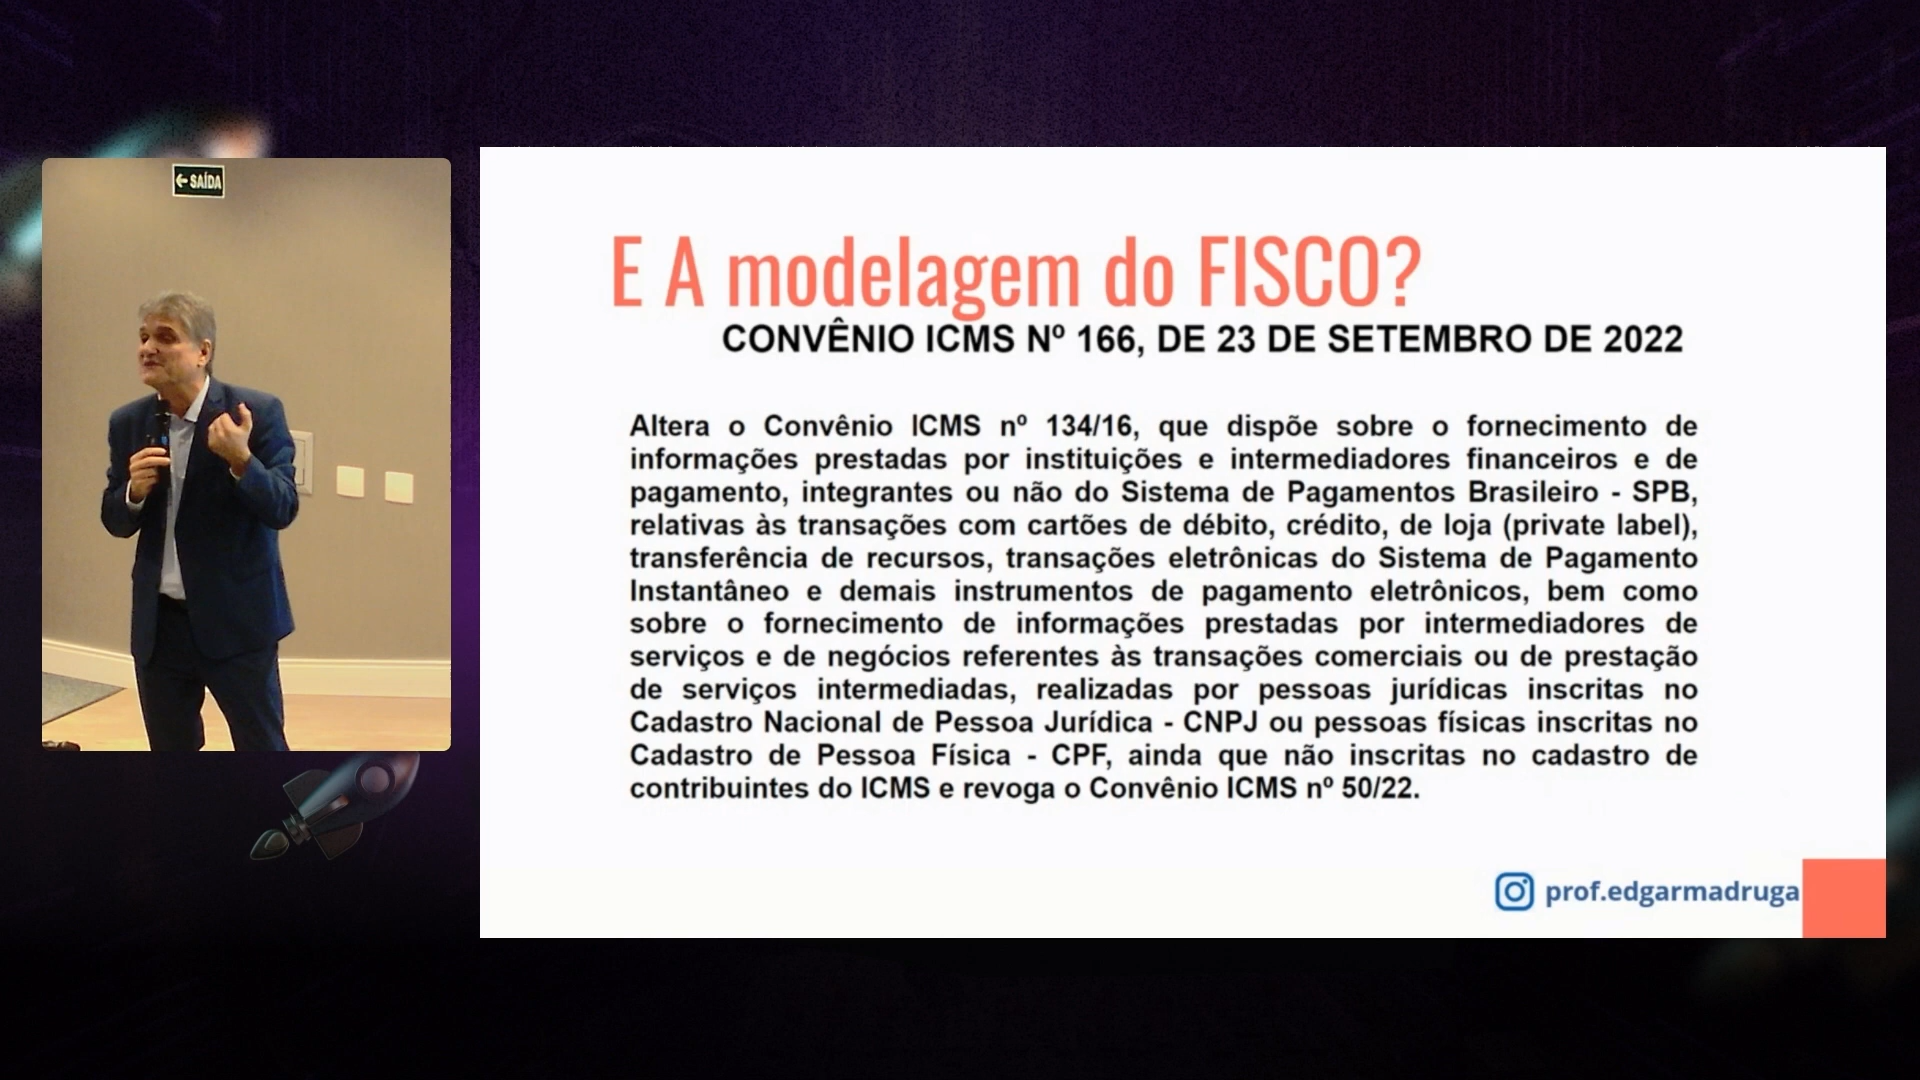 ← SAÍDA
E A modelagem do FISCO?
CONVÊNIO ICMS Nº 166, DE 23 DE SETEMBRO DE 2022
Altera o Convênio ICMS nº 134/16, que dispõe sobre o fornecimento de
informações prestadas por instituições e intermediadores financeiros e de
pagamento, integrantes ou não do Sistema de Pagamentos Brasileiro - SPB,
relativas às transações com cartões de débito, crédito, de loja (private label),
transferência de recursos, transações eletrônicas do Sistema de Pagamento
Instantâneo e demais instrumentos de pagamento eletrônicos, bem como
sobre o fornecimento de informações prestadas por intermediadores de
serviços e de negócios referentes às transações comerciais ou de prestação
de serviços intermediadas, realizadas por pessoas jurídicas inscritas no
Cadastro Nacional de Pessoa Jurídica - CNPJ ou pessoas físicas inscritas no
Cadastro de Pessoa Física - CPF, ainda que não inscritas no cadastro de
contribuintes do ICMS e revoga o Convênio ICMS nº 50/22.
prof.edgarmadruga